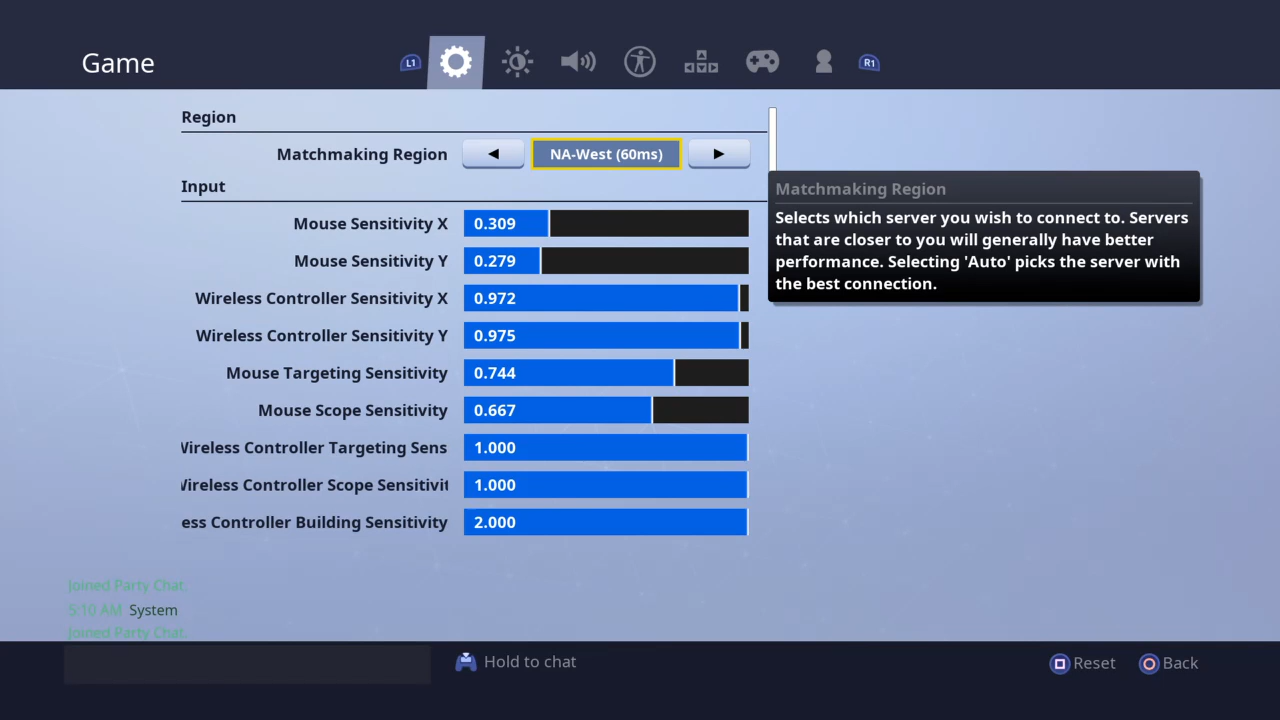 Game
L1
R1
Region
Matchmaking Region
NA-West (60ms)
Input
Mouse Sensitivity X
0.309
Mouse Sensitivity Y
0.279
Wireless Controller Sensitivity X
0.972
Wireless Controller Sensitivity Y
0.975
Mouse Targeting Sensitivity
0.744
Mouse Scope Sensitivity
0.667
Wireless Controller Targeting Sens
1.000
Wireless Controller Scope Sensitivit
1.000
ess Controller Building Sensitivity
2.000
Matchmaking Region
Selects which server you wish to connect to. Servers
that are closer to you will generally have better
performance. Selecting 'Auto' picks the server with
the best connection.
Joined Party Chat.
5:10 AM System
Joined Party Chat.
Hold to chat
Reset
Back